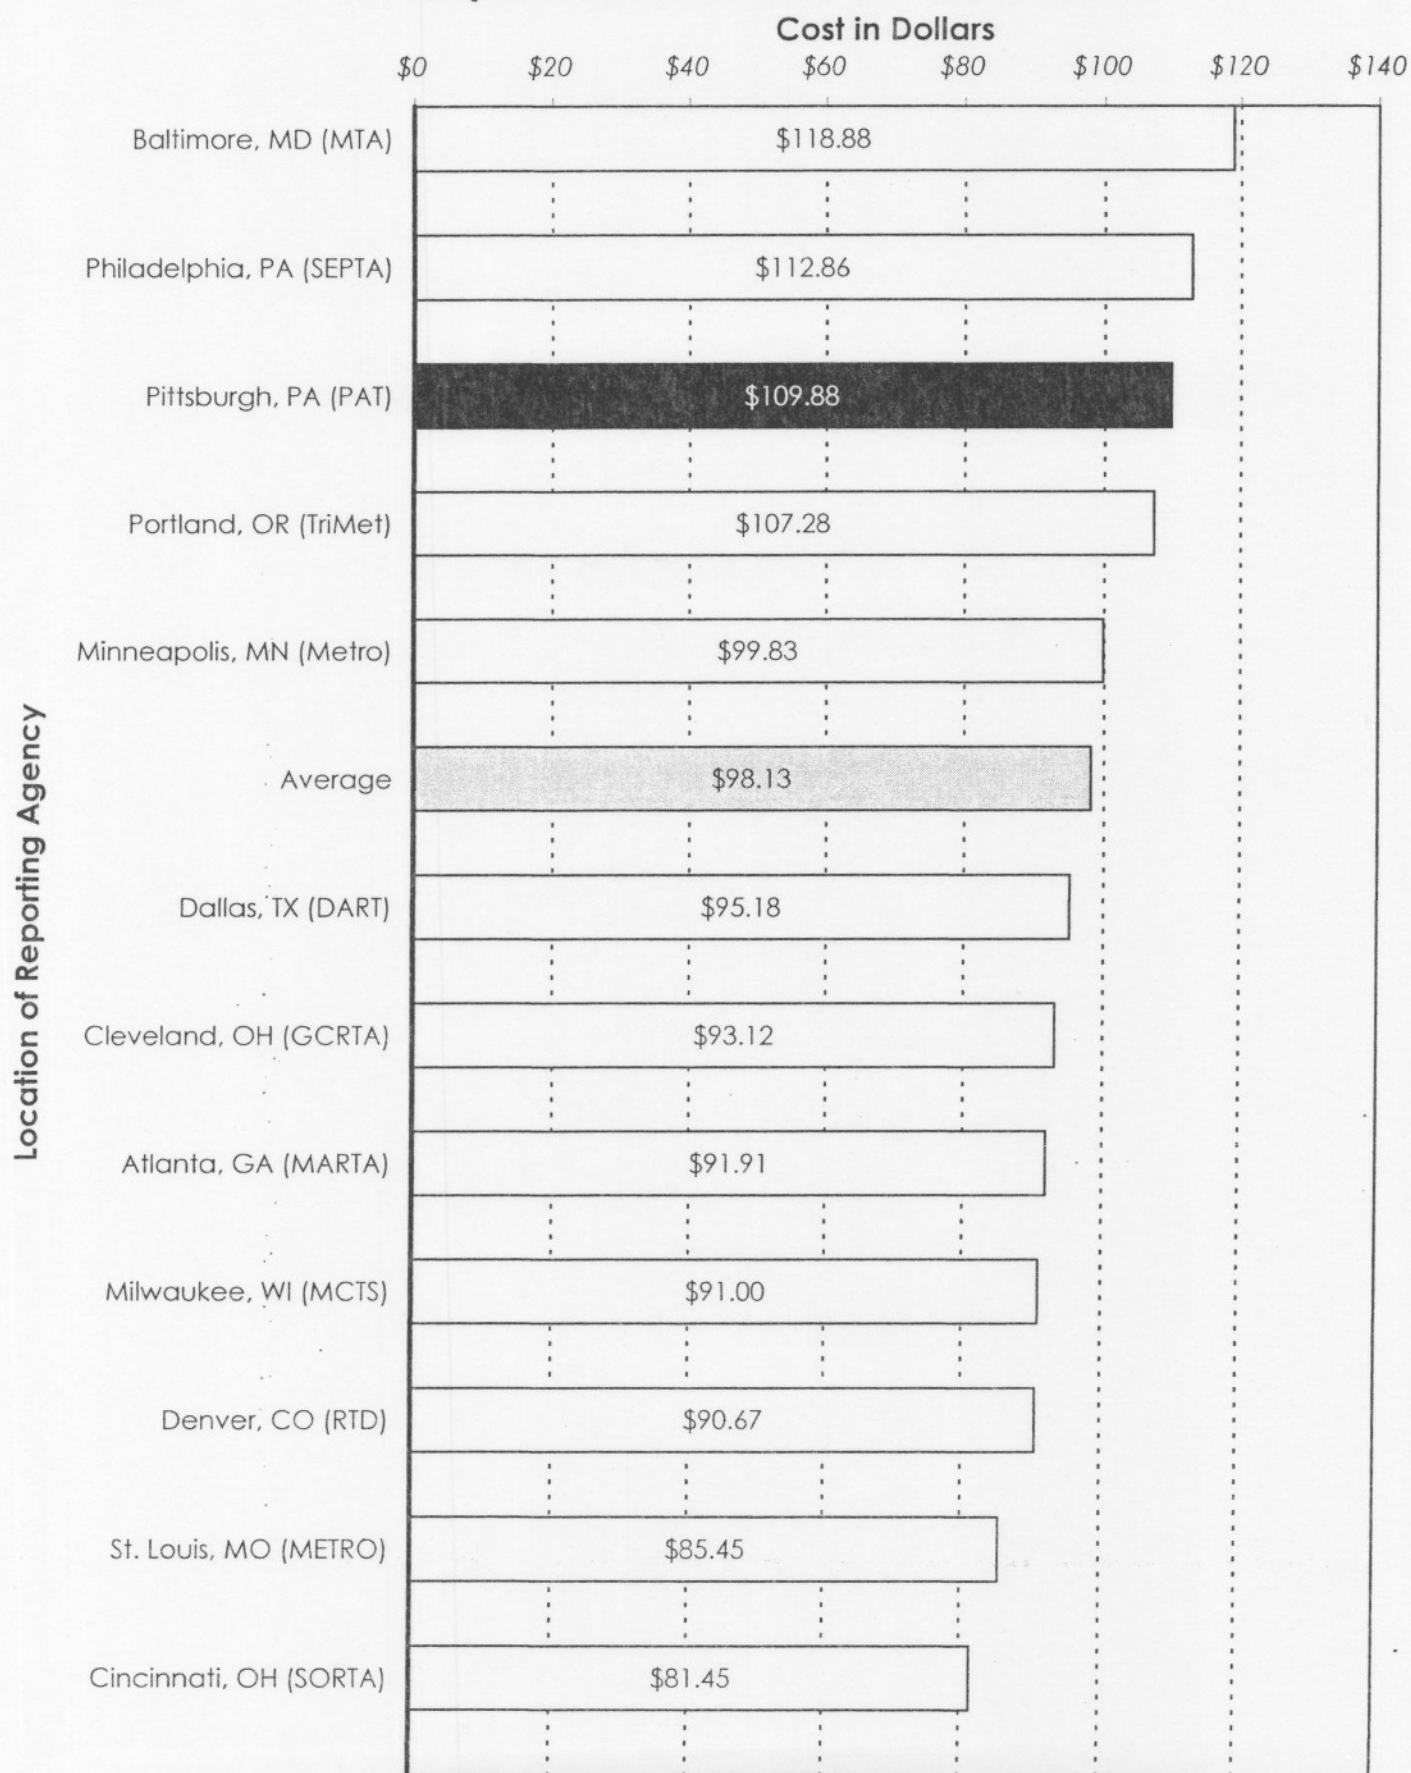 Cost in Dollars
$0 $20 $40 $60 $80 $100 $120 $140
Baltimore, MD (MTA) $118.88
Philadelphia, PA (SEPTA) $112.86
Pittsburgh, PA (PAT) $109.88
Portland, OR (TriMet) $107.28
Minneapolis, MN (Metro) $99.83
Average $98.13
Dallas, TX (DART) $95.18
Cleveland, OH (GCRTA) $93.12
Atlanta, GA (MARTA) $91.91
Milwaukee, WI (MCTS) $91.00
Denver, CO (RTD) $90.67
St. Louis, MO (METRO) $85.45
Cincinnati, OH (SORTA) $81.45
Location of Reporting Agency